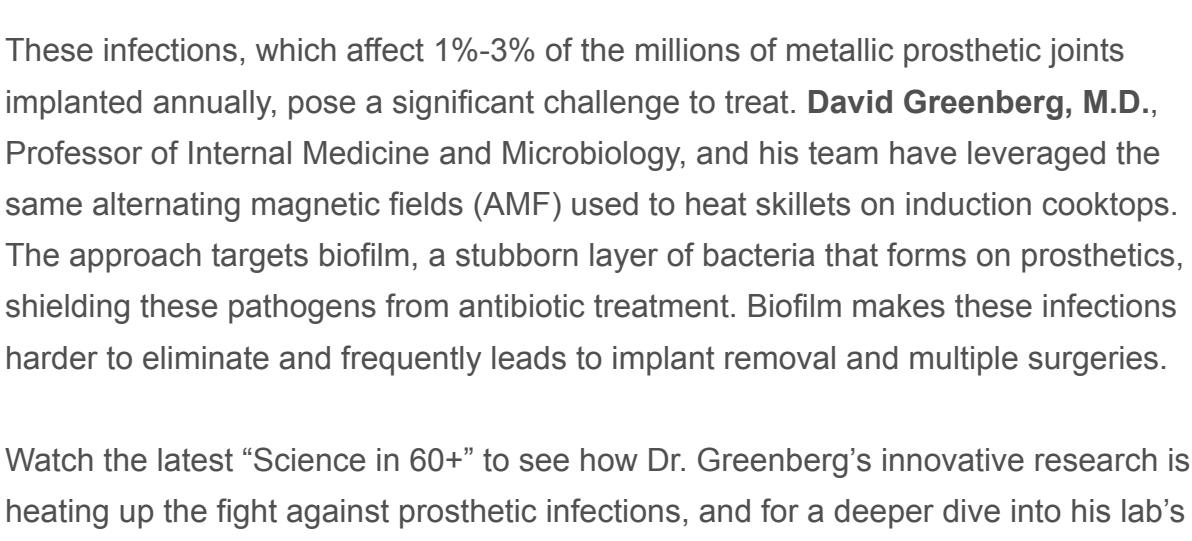 These infections, which affect 1%-3% of the millions of metallic prosthetic joints
implanted annually, pose a significant challenge to treat. David Greenberg, M.D.,
Professor of Internal Medicine and Microbiology, and his team have leveraged the
same alternating magnetic fields (AMF) used to heat skillets on induction cooktops.
The approach targets biofilm, a stubborn layer of bacteria that forms on prosthetics,
shielding these pathogens from antibiotic treatment. Biofilm makes these infections
harder to eliminate and frequently leads to implant removal and multiple surgeries.
Watch the latest “Science in 60+” to see how Dr. Greenberg’s innovative research is
heating up the fight against prosthetic infections, and for a deeper dive into his lab’s